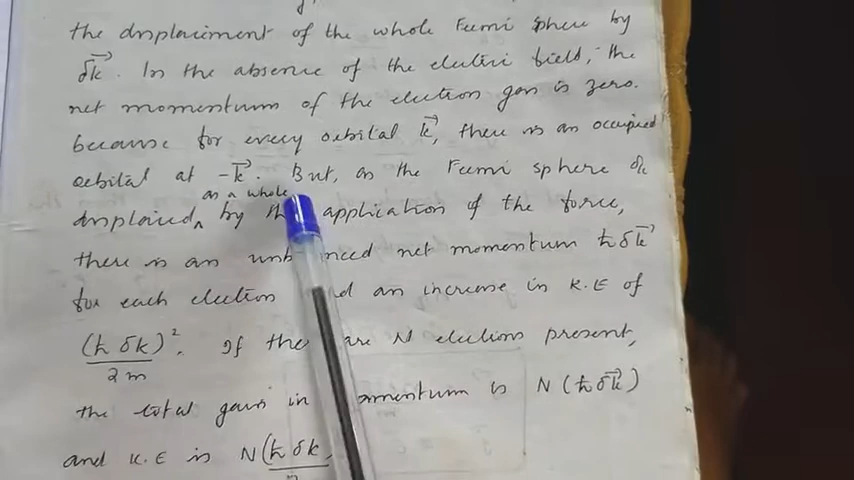 the displacement of the whole Fermi sphere by
δk⃗. In the absence of the electric field, the
net momentum of the electron gas is zero.
because for every orbital k⃗, there is an occupied
orbital at -k⃗. But, as the Fermi sphere is
as a whole
displaced ‸ by the application of the force,
there is an net momentum ħδk⃗
for each electron an increase in K.E of
(ħ δk)²/2m. If the are N electrons present,
the total gain in momentum is N(ħδk⃗)
and K.E is N(ħ δk